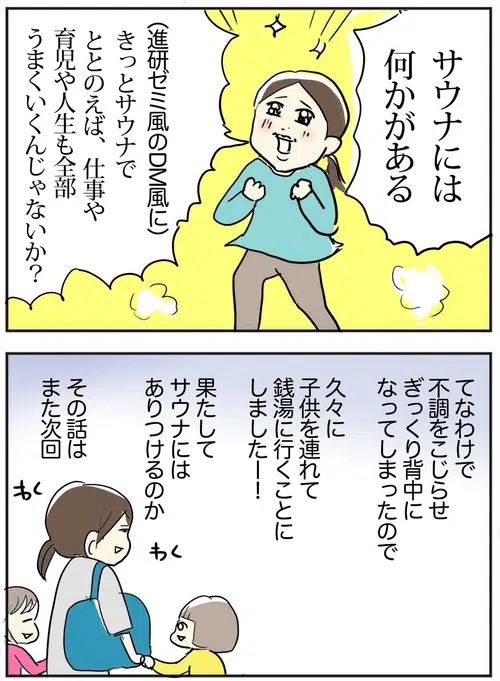 サウナには
何かがある
（進研ゼミ風のDM風に）
きっとサウナで
ととのえば、仕事や
育児や人生も全部
うまくいくんじゃないか？
てなわけで
不調をこじらせ
ぎっくり背中に
なってしまったので
久々に
子供を連れて
銭湯に行くことに
しましたー！
果たして
サウナには
ありつけるのか
その話は
また次回
わく
わく